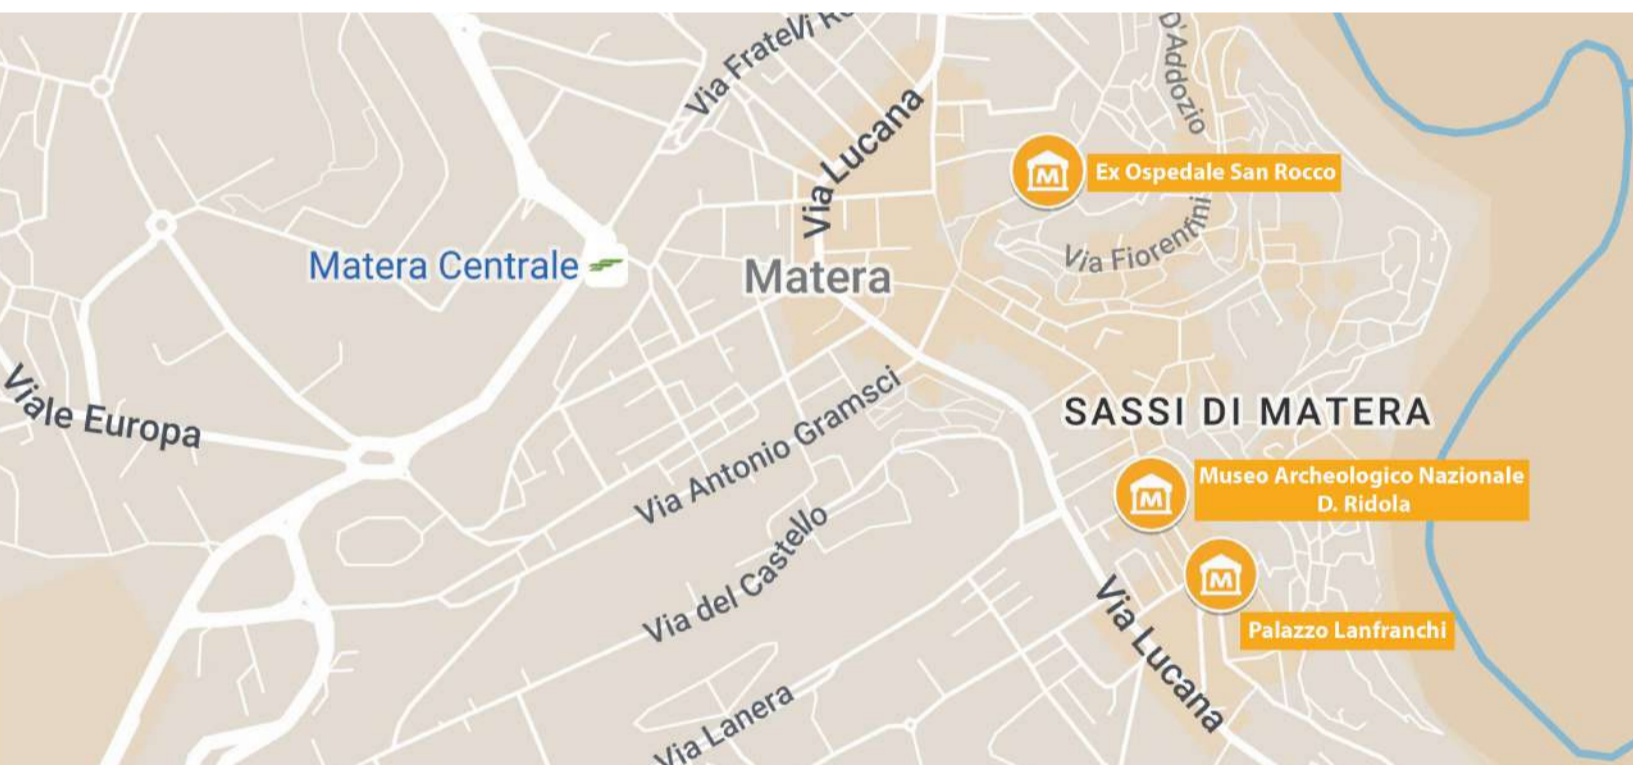 Via Fratelli
D'Addozio
Via Lucana
Ex Ospedale San Rocco
Via Fiorentini
Matera Centrale
Matera
Viale Europa
Via Antonio Gramsci
SASSI DI MATERA
Museo Archeologico Nazionale
D. Ridola
Via del Castello
Palazzo Lanfranchi
Via Lucana
Via Lanera
M
M
M